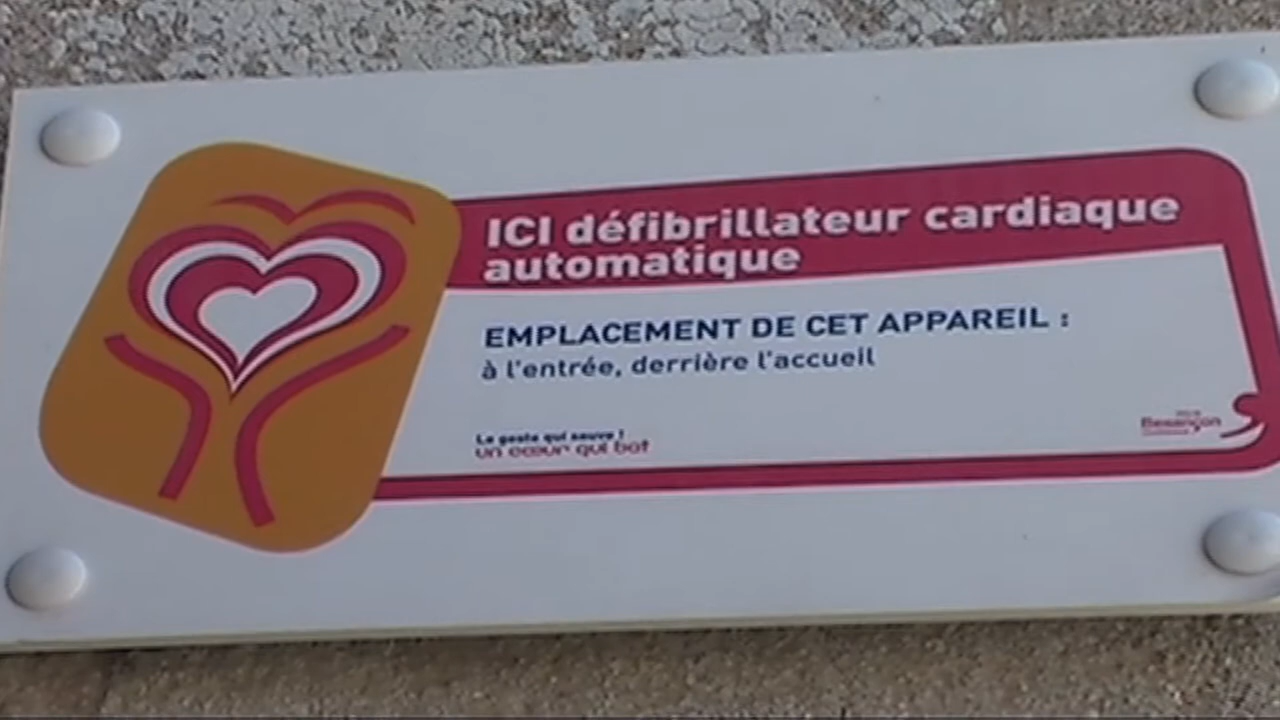 ICI défibrillateur cardiaque
automatique
EMPLACEMENT DE CET APPAREIL :
à l'entrée, derrière l'accueil
Le geste qui sauve !
un cœur qui bat
Besançon